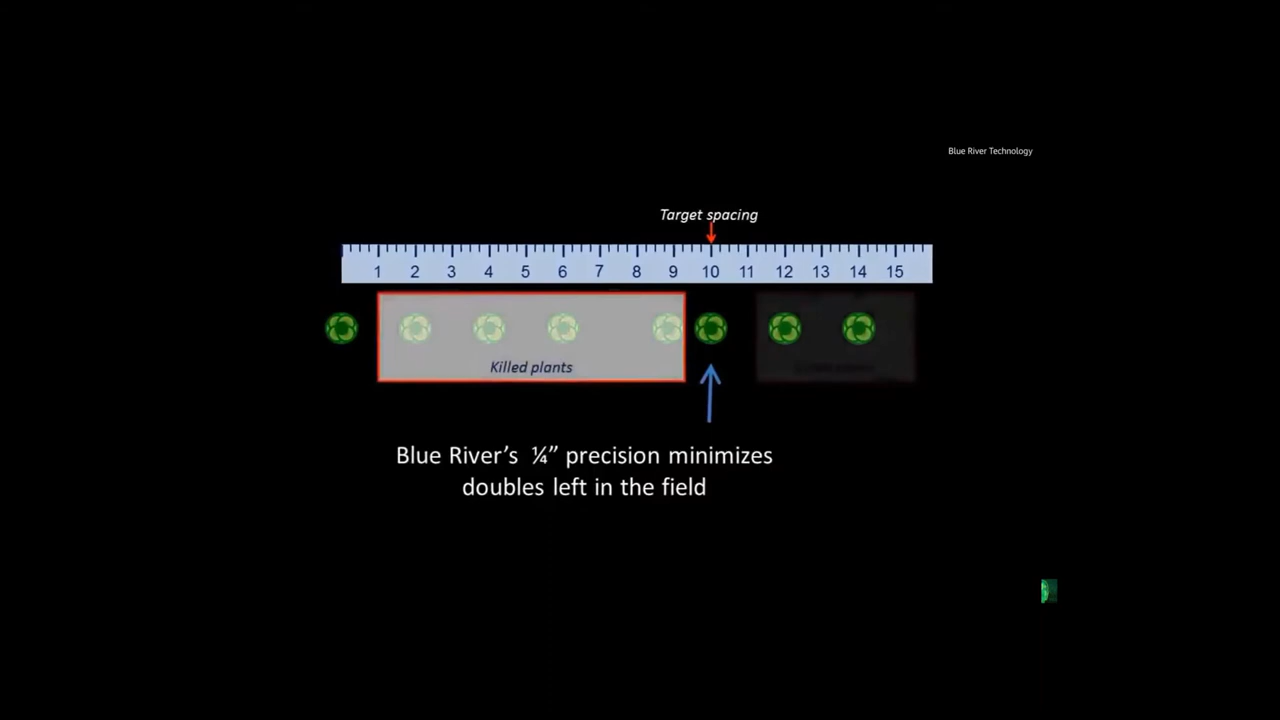 Blue River Technology
Target spacing
1 2 3 4 5 6 7 8 9 10 11 12 13 14 15
Killed plants
Blue River’s ¼” precision minimizes
doubles left in the field